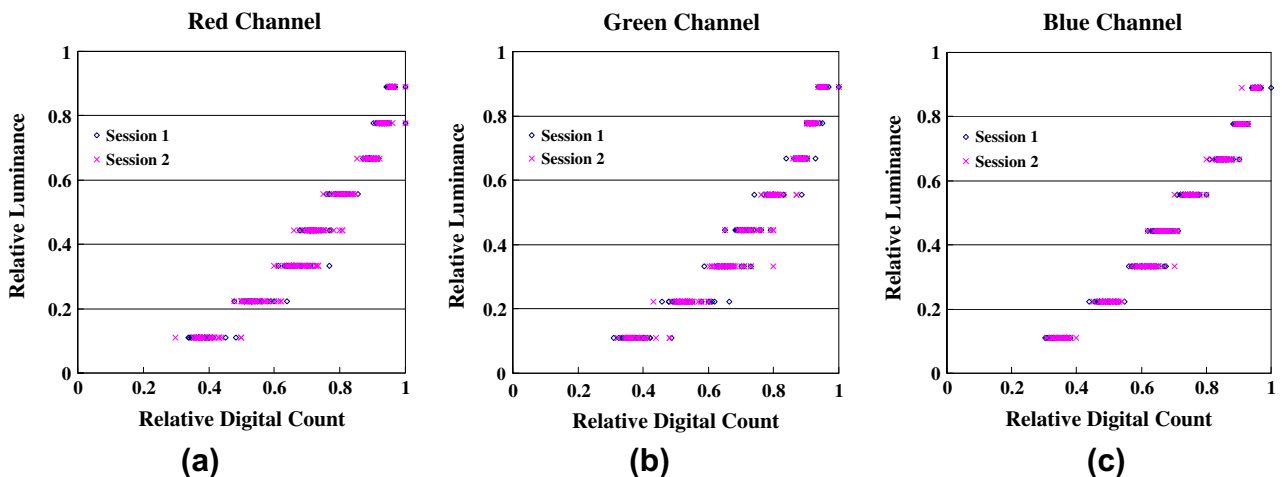 Red Channel
1
0.8
0.6
0.4
0.2
0
Relative Luminance
Session 1
Session 2
0 0.2 0.4 0.6 0.8 1
Relative Digital Count
(a)
Green Channel
1
0.8
0.6
0.4
0.2
0
Relative Luminance
Session 1
Session 2
0 0.2 0.4 0.6 0.8 1
Relative Digital Count
(b)
Blue Channel
1
0.8
0.6
0.4
0.2
0
Relative Luminance
Session 1
Session 2
0 0.2 0.4 0.6 0.8 1
Relative Digital Count
(c)